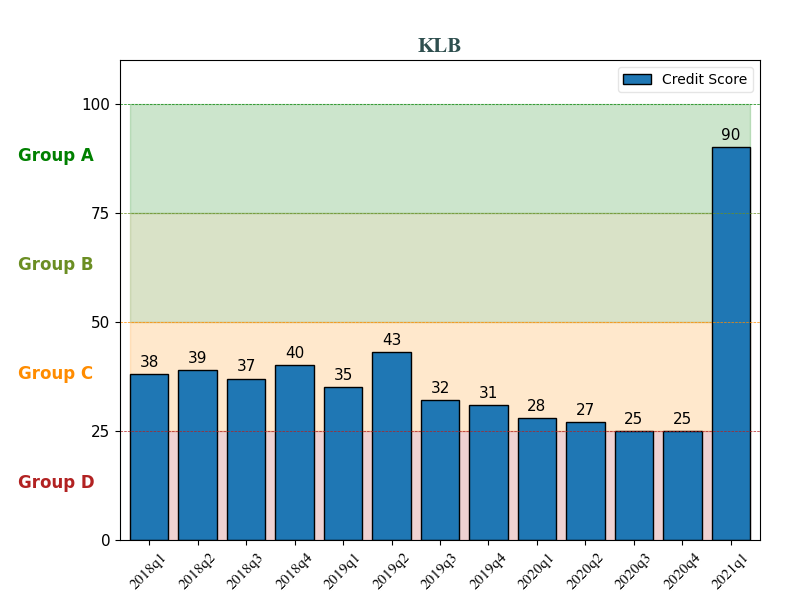 KLB
Credit Score
100
75
50
25
0
Group A
Group B
Group C
Group D
38
39
37
40
35
43
32
31
28
27
25
25
90
2018q1
2018q2
2018q3
2018q4
2019q1
2019q2
2019q3
2019q4
2020q1
2020q2
2020q3
2020q4
2021q1